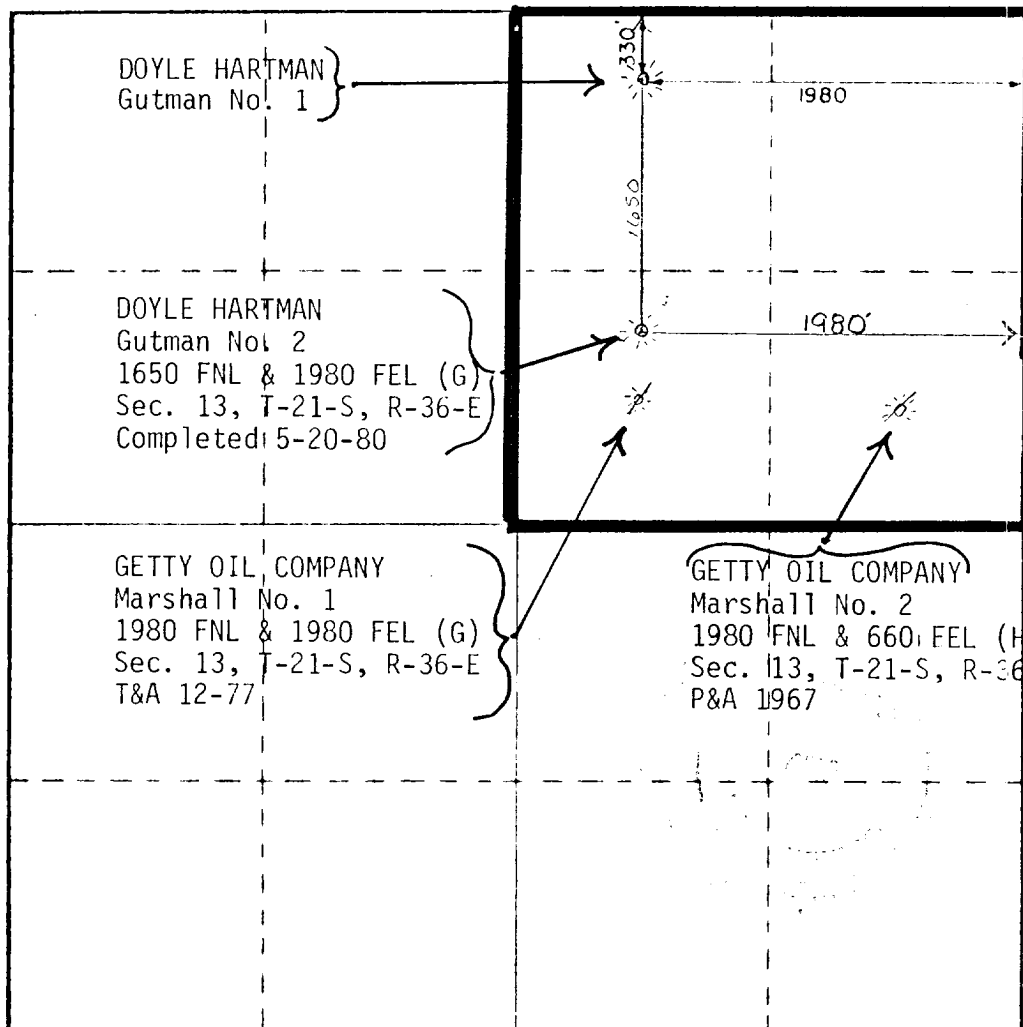 DOYLE HARTMAN
Gutman No. 1
330'
1980
1650
DOYLE HARTMAN
Gutman No. 2
1650 FNL & 1980 FEL (G)
Sec. 13, T-21-S, R-36-E
Completed 5-20-80
1980'
GETTY OIL COMPANY
Marshall No. 1
1980 FNL & 1980 FEL (G)
Sec. 13, T-21-S, R-36-E
T&A 12-77
GETTY OIL COMPANY
Marshall No. 2
1980 FNL & 660 FEL (H
Sec. 13, T-21-S, R-36
P&A 1967